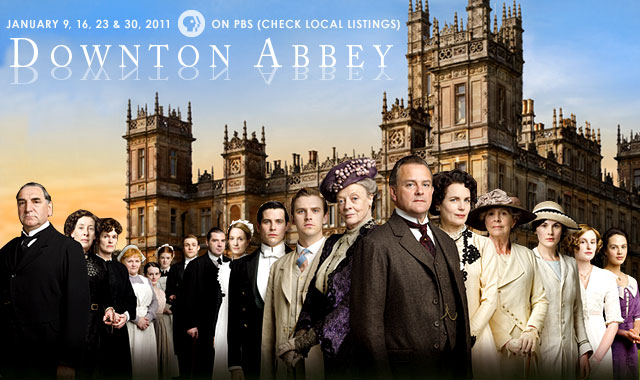 JANUARY 9, 16, 23 & 30, 2011 ON PBS (CHECK LOCAL LISTINGS)
DOWNTON ABBEY